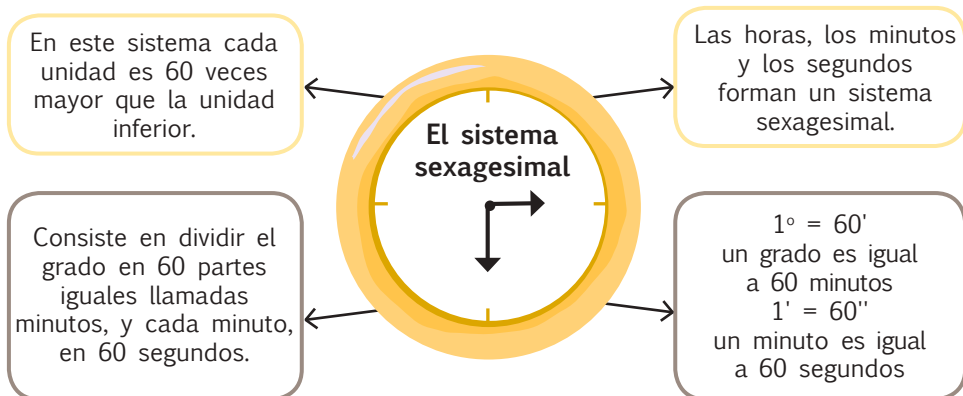 En este sistema cada
unidad es 60 veces
mayor que la unidad
inferior.
Las horas, los minutos
y los segundos
forman un sistema
sexagesimal.
El sistema
sexagesimal
Consiste en dividir el
grado en 60 partes
iguales llamadas
minutos, y cada minuto,
en 60 segundos.
1º = 60'
un grado es igual
a 60 minutos
1' = 60''
un minuto es igual
a 60 segundos